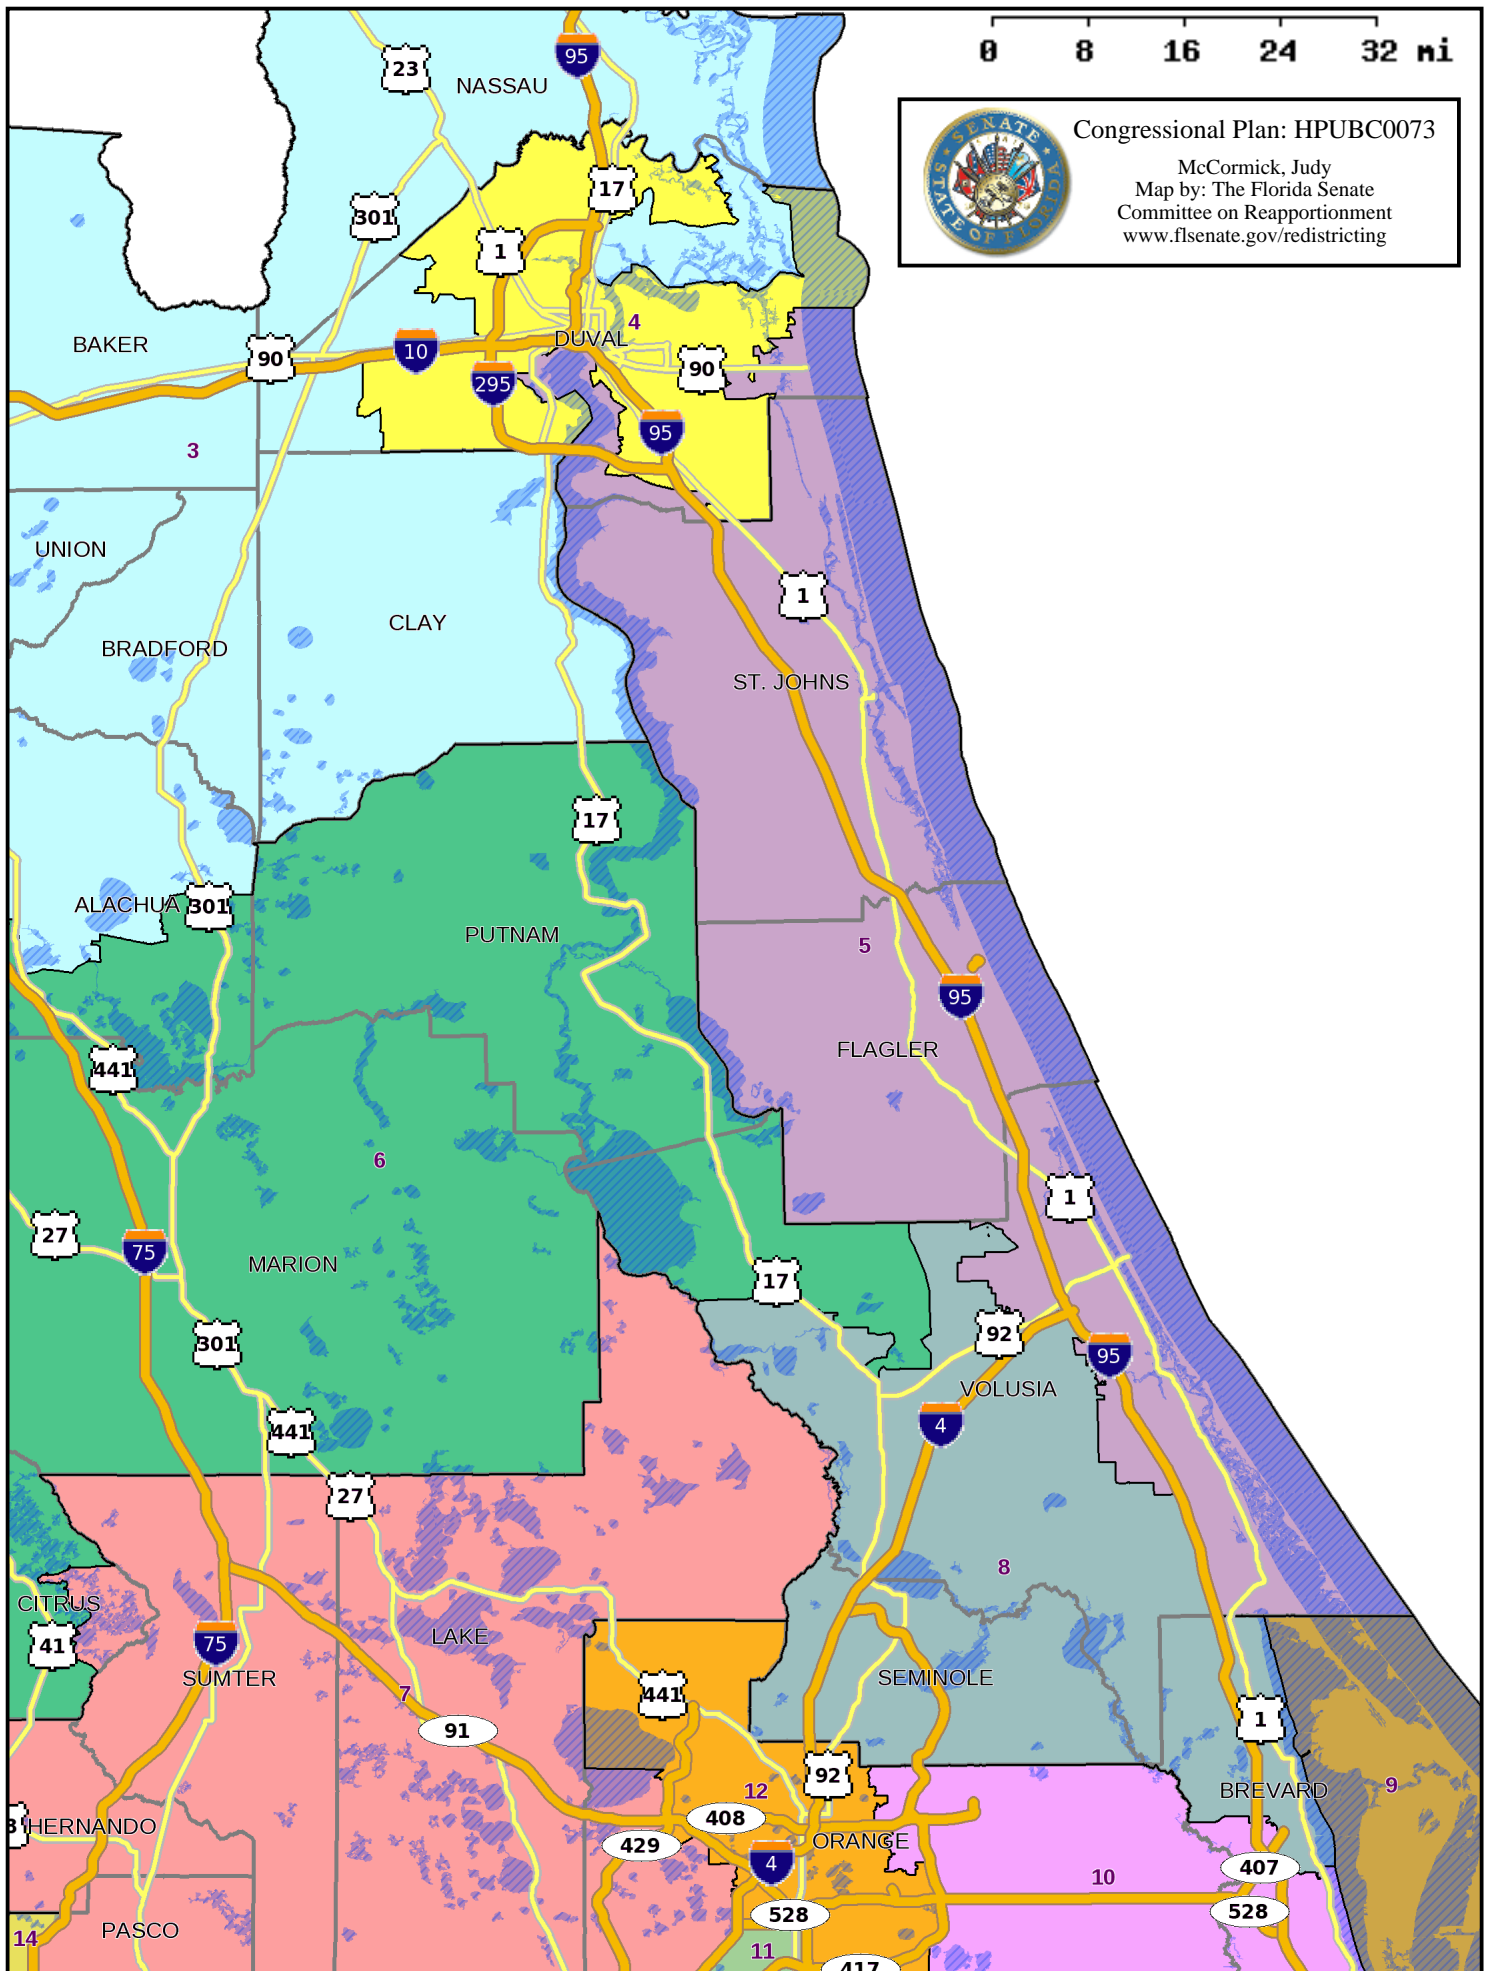 0 8 16 24 32 mi
Congressional Plan: HPUBC0073
McCormick, Judy
Map by: The Florida Senate
Committee on Reapportionment
www.flsenate.gov/redistricting
SENATE
STATE OF FLORIDA
95
23
NASSAU
17
301
1
4
DUVAL
BAKER
90
10
90
295
95
3
UNION
1
CLAY
BRADFORD
ST. JOHNS
17
ALACHUA
301
PUTNAM
5
95
FLAGLER
441
6
1
27
75
MARION
17
301
92
95
VOLUSIA
4
441
27
8
CITRUS
41
75
LAKE
SUMTER
SEMINOLE
7
441
91
1
92
12
BREVARD
9
408
HERNANDO
429
ORANGE
4
407
10
528
528
PASCO
14
11
417